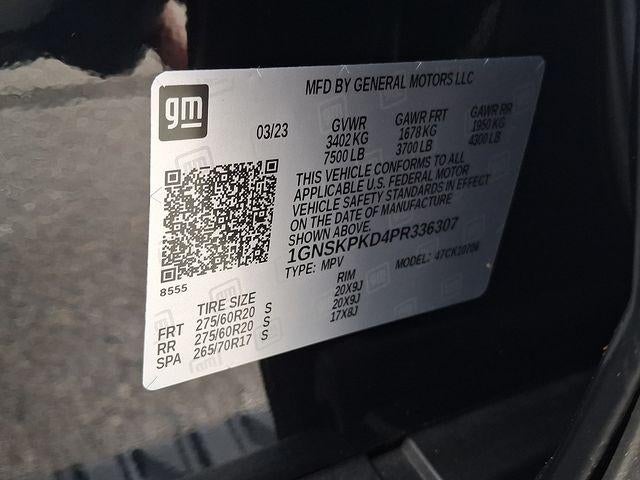 MFD BY GENERAL MOTORS LLC
gm
03/23 GVWR GAWR FRT GAWR RR
3402 KG 1678 KG 1950 KG
7500 LB 3700 LB 4300 LB
THIS VEHICLE CONFORMS TO ALL
APPLICABLE U.S. FEDERAL MOTOR
VEHICLE SAFETY STANDARDS IN EFFECT
ON THE DATE OF MANUFACTURE
SHOWN ABOVE.
1GNSKPKD4PR336307
TYPE: MPV MODEL: 47CK10706
8555
TIRE SIZE RIM
FRT 275/60R20 S 20X9J
RR 275/60R20 S 20X9J
SPA 265/70R17 S 17X8J